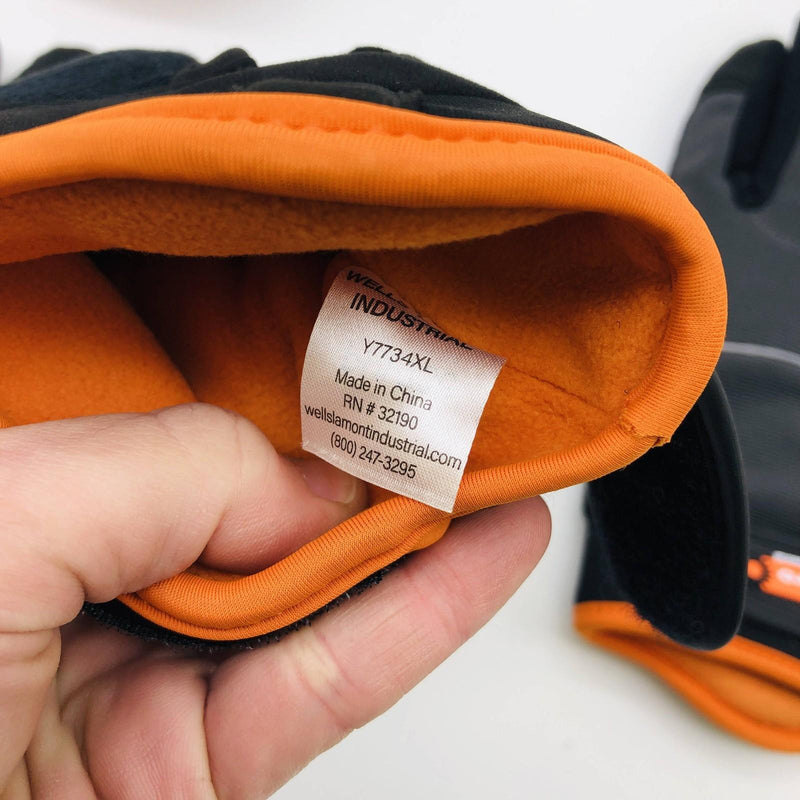 WELLS
INDUSTRIAL
Y7734XL
Made in China
RN # 32190
wellslamontindustrial.com
(800) 247-3295